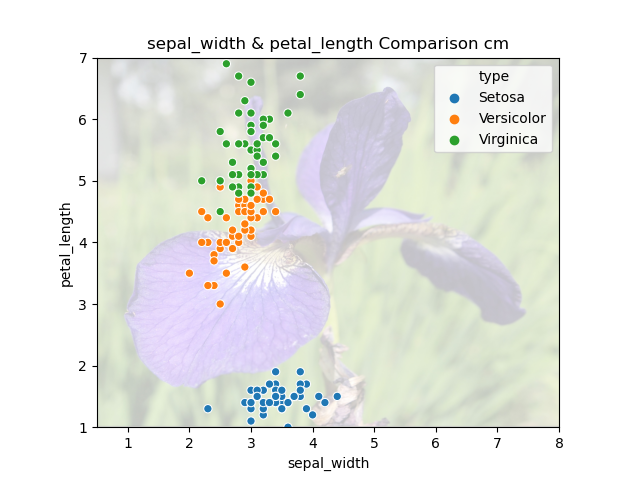 sepal_width & petal_length Comparison cm
7
6
5
4
3
2
1
petal_length
type
Setosa
Versicolor
Virginica
1 2 3 4 5 6 7 8
sepal_width